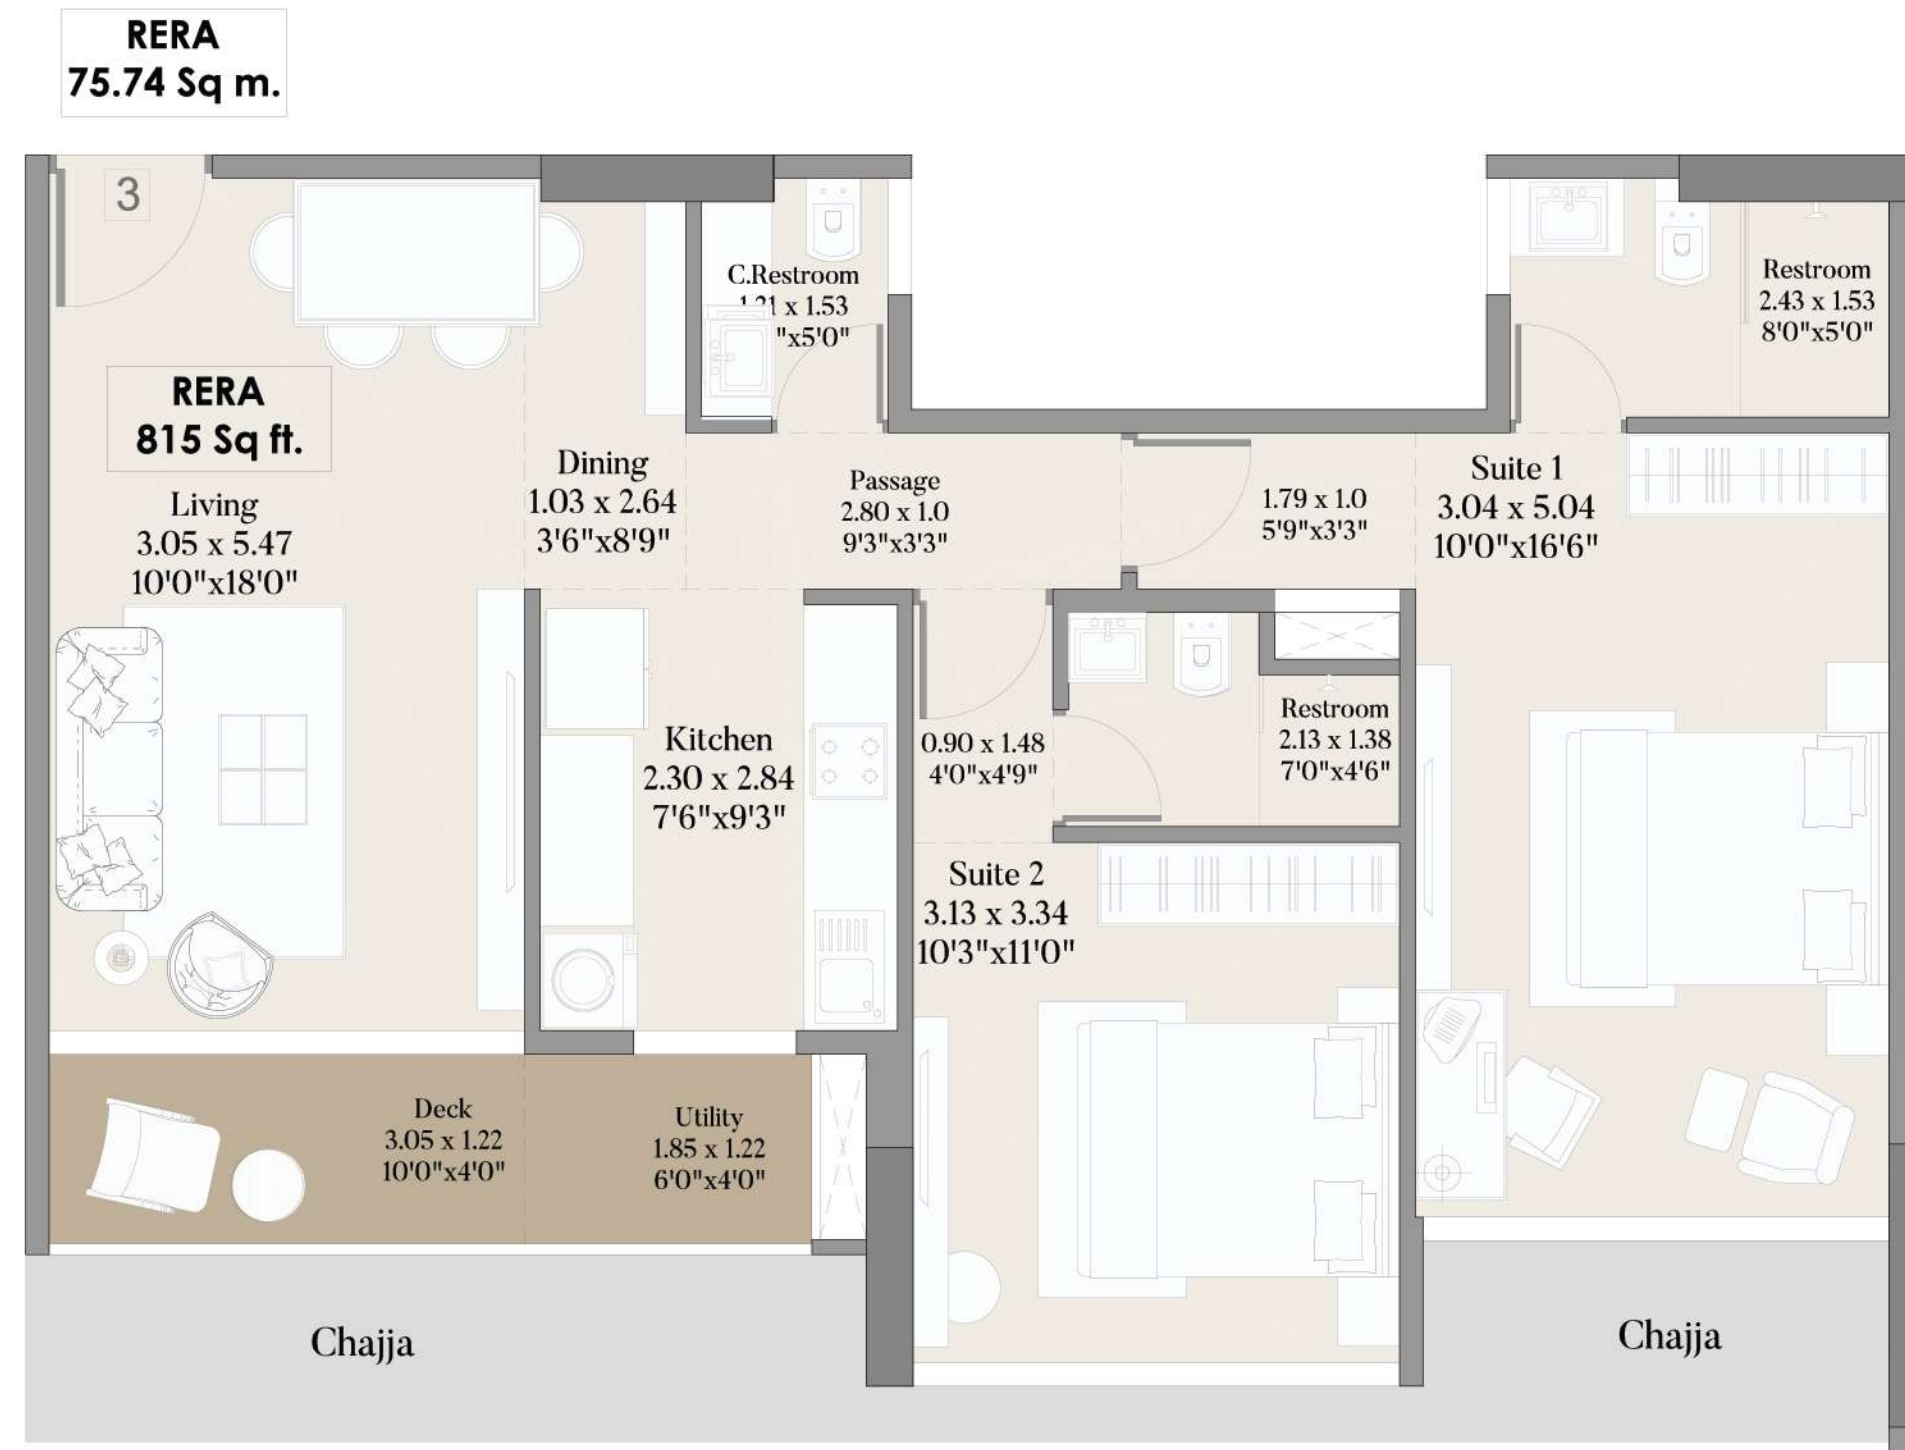 RERA
75.74 Sq m.
3
C.Restroom
x 1.53
"x5'0"
Restroom
2.43 x 1.53
8'0"x5'0"
RERA
815 Sq ft.
Living
3.05 x 5.47
10'0"x18'0"
Dining
1.03 x 2.64
3'6"x8'9"
Passage
2.80 x 1.0
9'3"x3'3"
1.79 x 1.0
5'9"x3'3"
Suite 1
3.04 x 5.04
10'0"x16'6"
Kitchen
2.30 x 2.84
7'6"x9'3"
0.90 x 1.48
4'0"x4'9"
Restroom
2.13 x 1.38
7'0"x4'6"
Suite 2
3.13 x 3.34
10'3"x11'0"
Deck
3.05 x 1.22
10'0"x4'0"
Utility
1.85 x 1.22
6'0"x4'0"
Chajja
Chajja